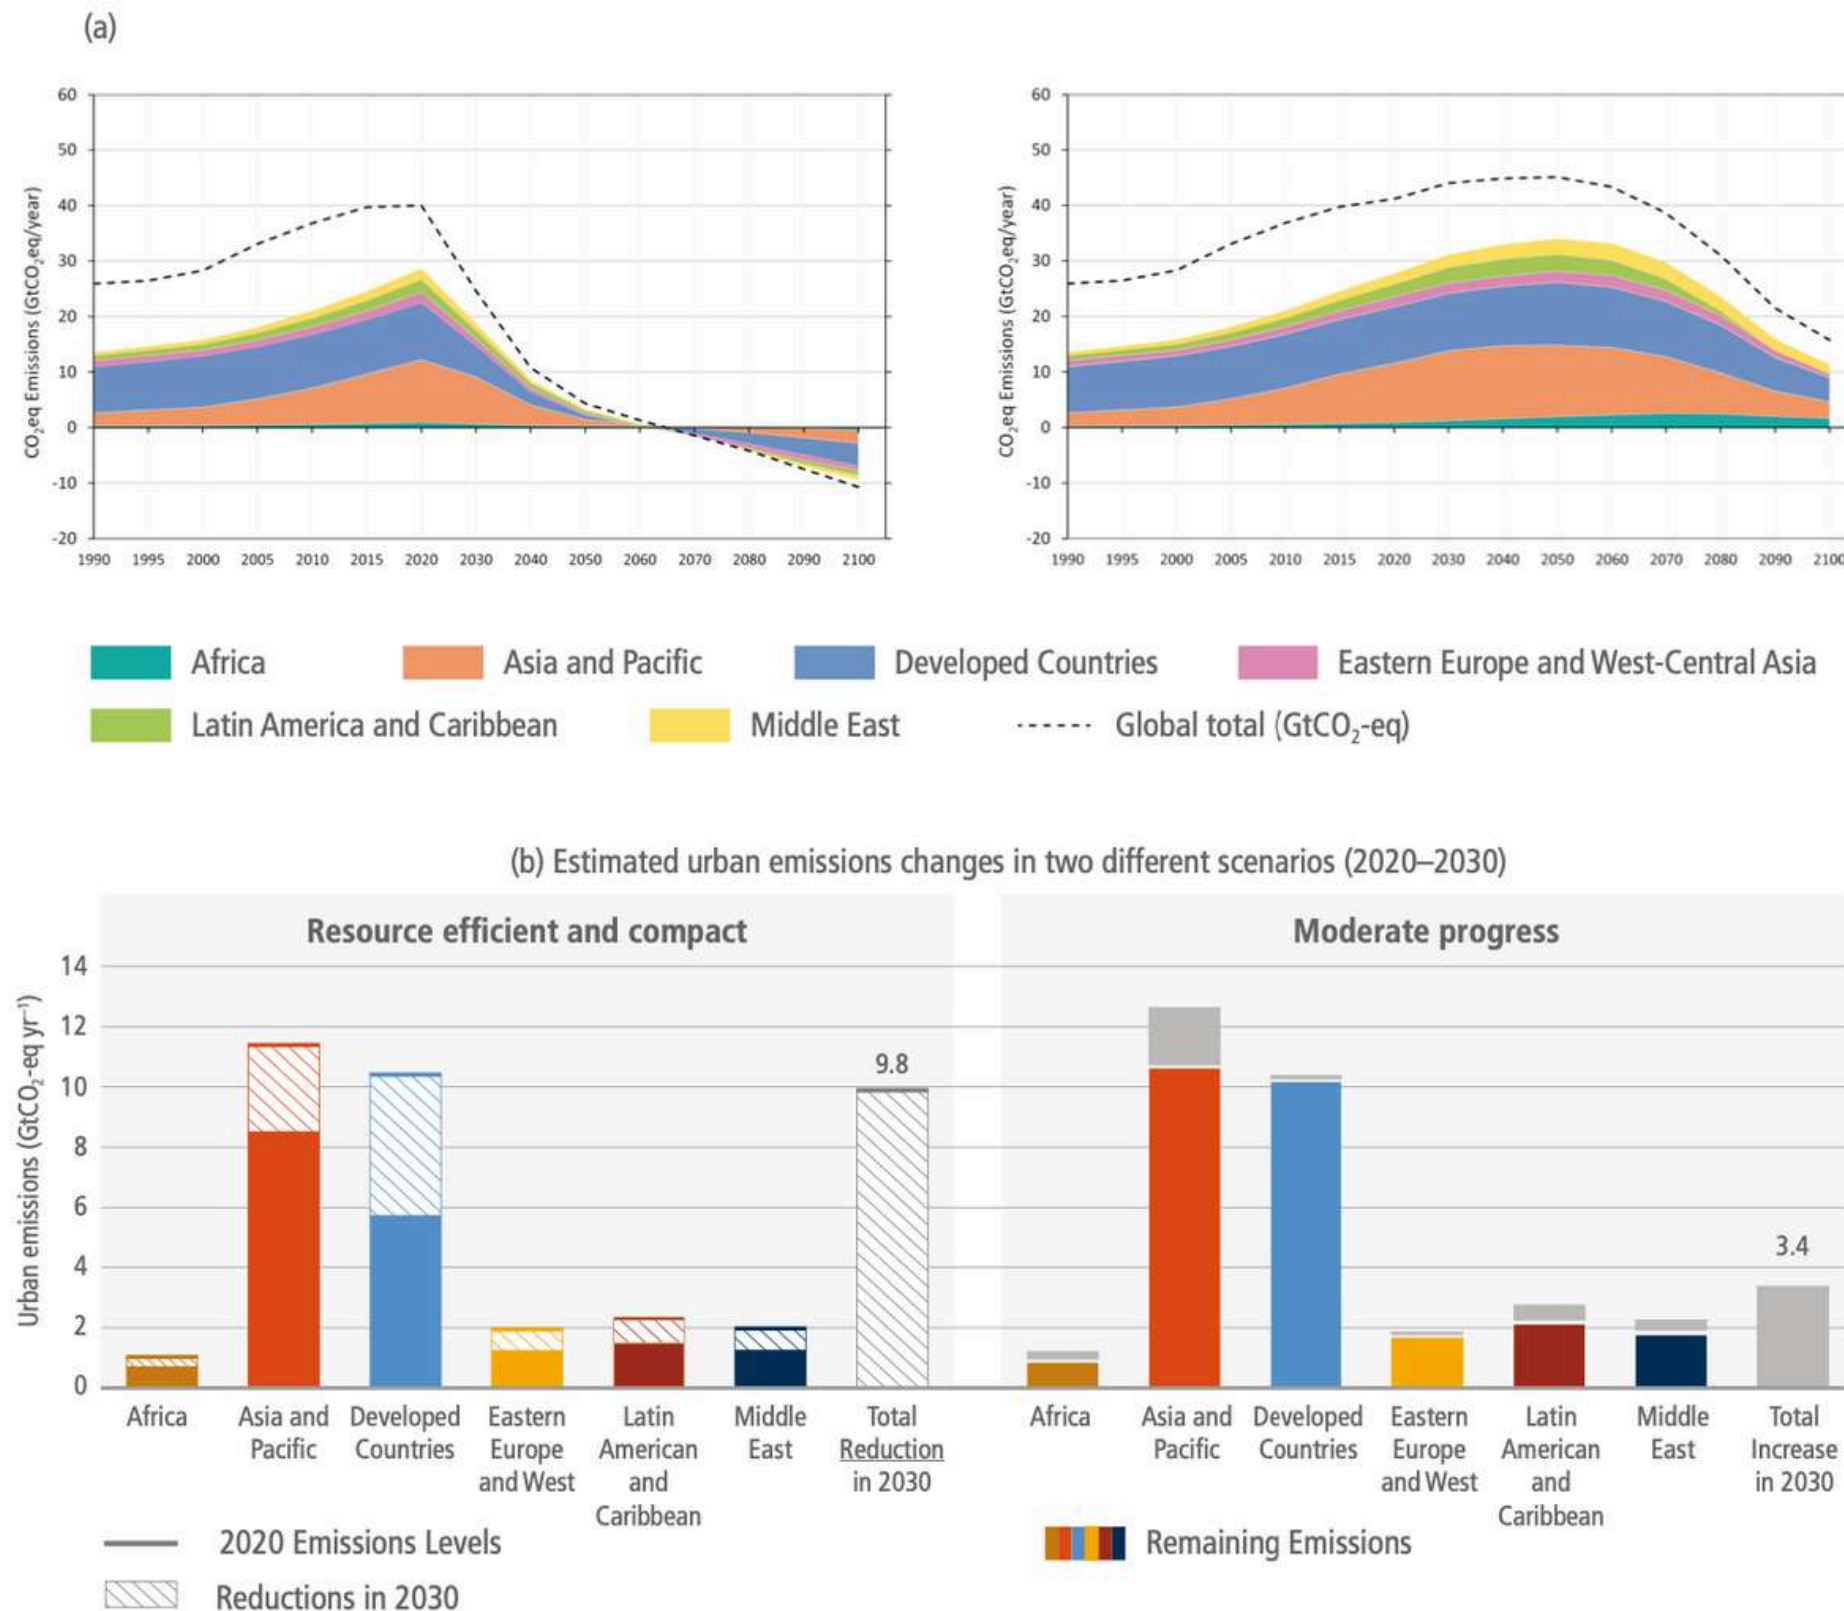 (a)
60
50
40
30
20
10
0
-10
-20
CO₂eq Emissions (GtCO₂eq/year)
1990 1995 2000 2005 2010 2015 2020 2030 2040 2050 2060 2070 2080 2090 2100
60
50
40
30
20
10
0
-10
-20
CO₂eq Emissions (GtCO₂eq/year)
1990 1995 2000 2005 2010 2015 2020 2030 2040 2050 2060 2070 2080 2090 2100
Africa Asia and Pacific Developed Countries Eastern Europe and West-Central Asia
Latin America and Caribbean Middle East Global total (GtCO₂-eq)
(b) Estimated urban emissions changes in two different scenarios (2020–2030)
Resource efficient and compact
Moderate progress
Urban emissions (GtCO₂-eq yr⁻¹)
14
12
10
8
6
4
2
0
9.8
3.4
Africa
Asia and
Pacific
Developed
Countries
Eastern
Europe
and West
Latin
American
and
Caribbean
Middle
East
Total
Reduction
in 2030
Africa
Asia and
Pacific
Developed
Countries
Eastern
Europe
and West
Latin
American
and
Caribbean
Middle
East
Total
Increase
in 2030
2020 Emissions Levels
Reductions in 2030
Remaining Emissions